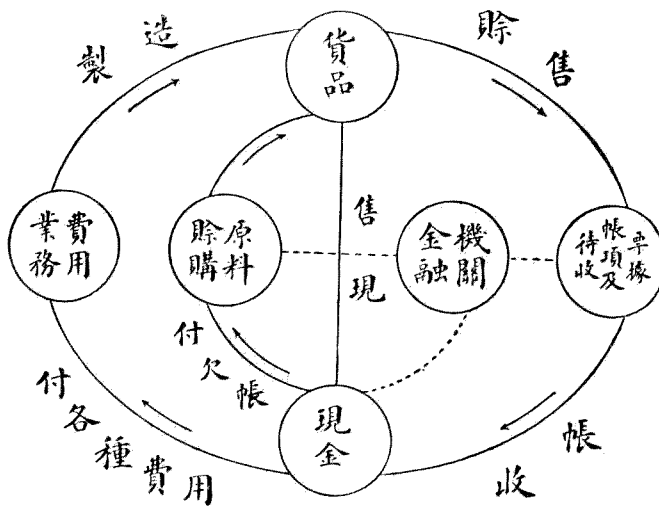 製造
貨品
賒售
業務
費用
賒購
原料
售現
金融
機關
待收
帳項及
票據
付欠帳
付各種費用
現金
收帳